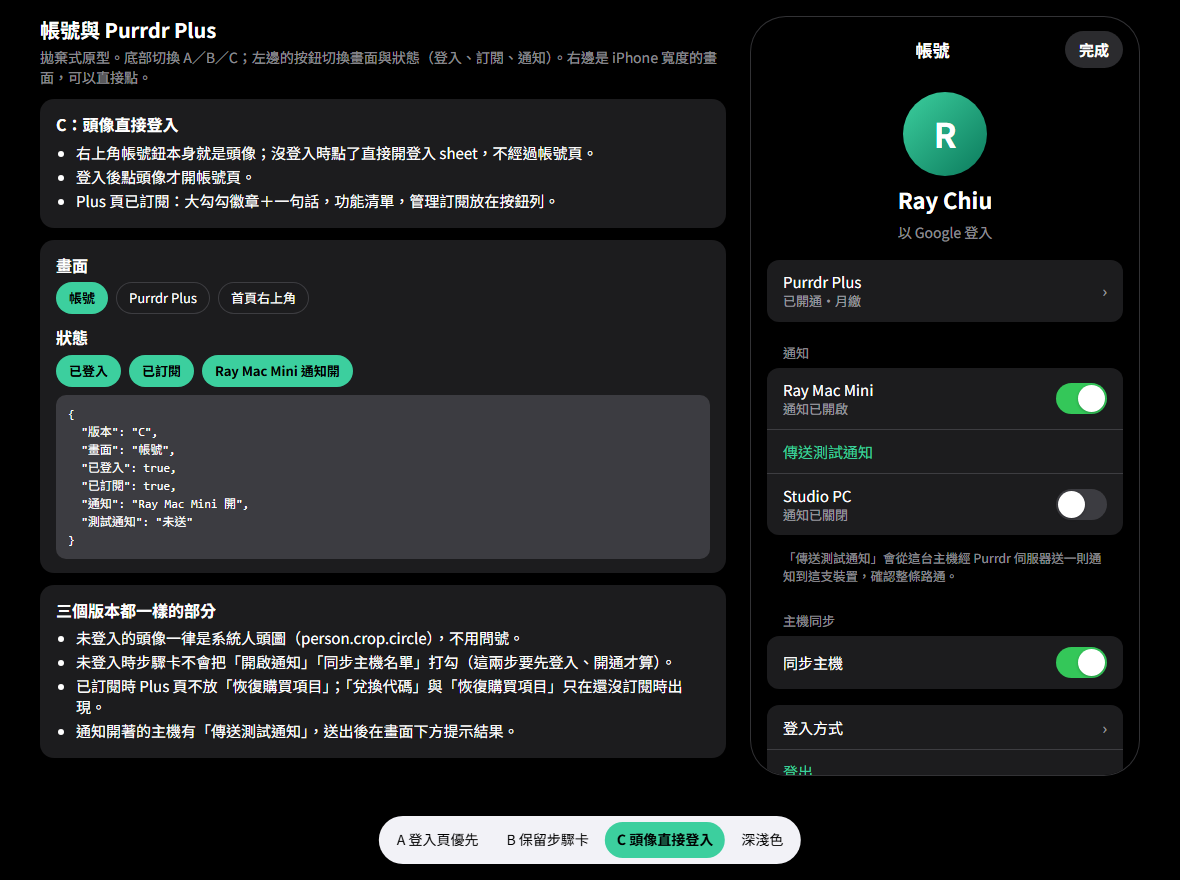 帳號與 Purrdr Plus
拋棄式原型。底部切換 A／B／C；左邊的按鈕切換畫面與狀態（登入、訂閱、通知）。右邊是 iPhone 寬度的畫
面，可以直接點。
C：頭像直接登入
• 右上角帳號鈕本身就是頭像；沒登入時點了直接開登入 sheet，不經過帳號頁。
• 登入後點頭像才開帳號頁。
• Plus 頁已訂閱：大勾勾徽章＋一句話，功能清單，管理訂閱放在按鈕列。
畫面
帳號 Purrdr Plus 首頁右上角
狀態
已登入 已訂閱 Ray Mac Mini 通知開
{
"版本": "C",
"畫面": "帳號",
"已登入": true,
"已訂閱": true,
"通知": "Ray Mac Mini 開",
"測試通知": "未送"
}
三個版本都一樣的部分
• 未登入的頭像一律是系統人頭圖（person.crop.circle），不用問號。
• 未登入時步驟卡不會把「開啟通知」「同步主機名單」打勾（這兩步要先登入、開通才算）。
• 已訂閱時 Plus 頁不放「恢復購買項目」；「兌換代碼」與「恢復購買項目」只在還沒訂閱時出
現。
• 通知開著的主機有「傳送測試通知」，送出後在畫面下方提示結果。
帳號
完成
R
Ray Chiu
以 Google 登入
Purrdr Plus
已開通・月繳
›
通知
Ray Mac Mini
通知已開啟
傳送測試通知
Studio PC
通知已關閉
「傳送測試通知」會從這台主機經 Purrdr 伺服器送一則通
知到這支裝置，確認整條路通。
主機同步
同步主機
登入方式 ›
登出
A 登入頁優先 B 保留步驟卡 C 頭像直接登入 深淺色